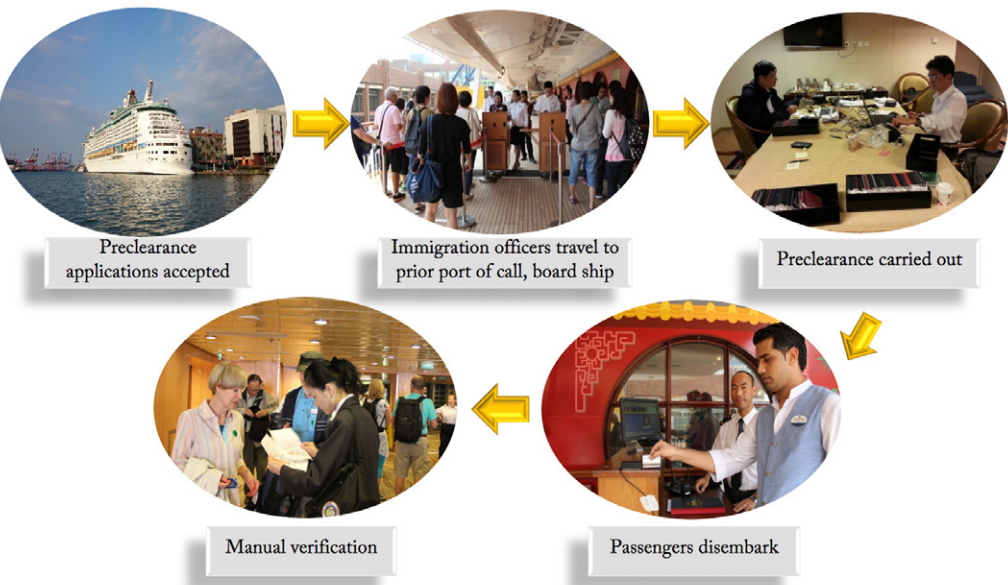 Preclearance
applications accepted
Immigration officers travel to
prior port of call, board ship
Preclearance carried out
Passengers disembark
Manual verification